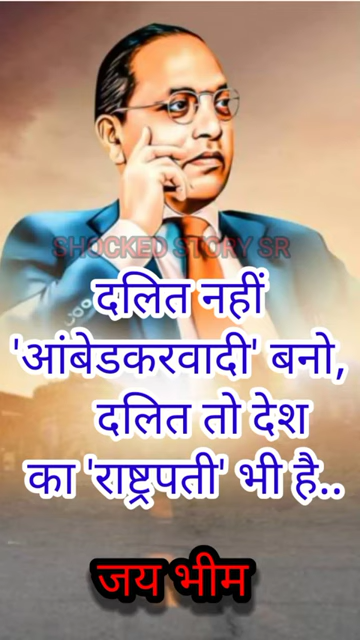 SHOCKED STORY SR
दलित नहीं
'आंबेडकरवादी' बनो,
दलित तो देश
का 'राष्ट्रपती' भी है..
जय भीम